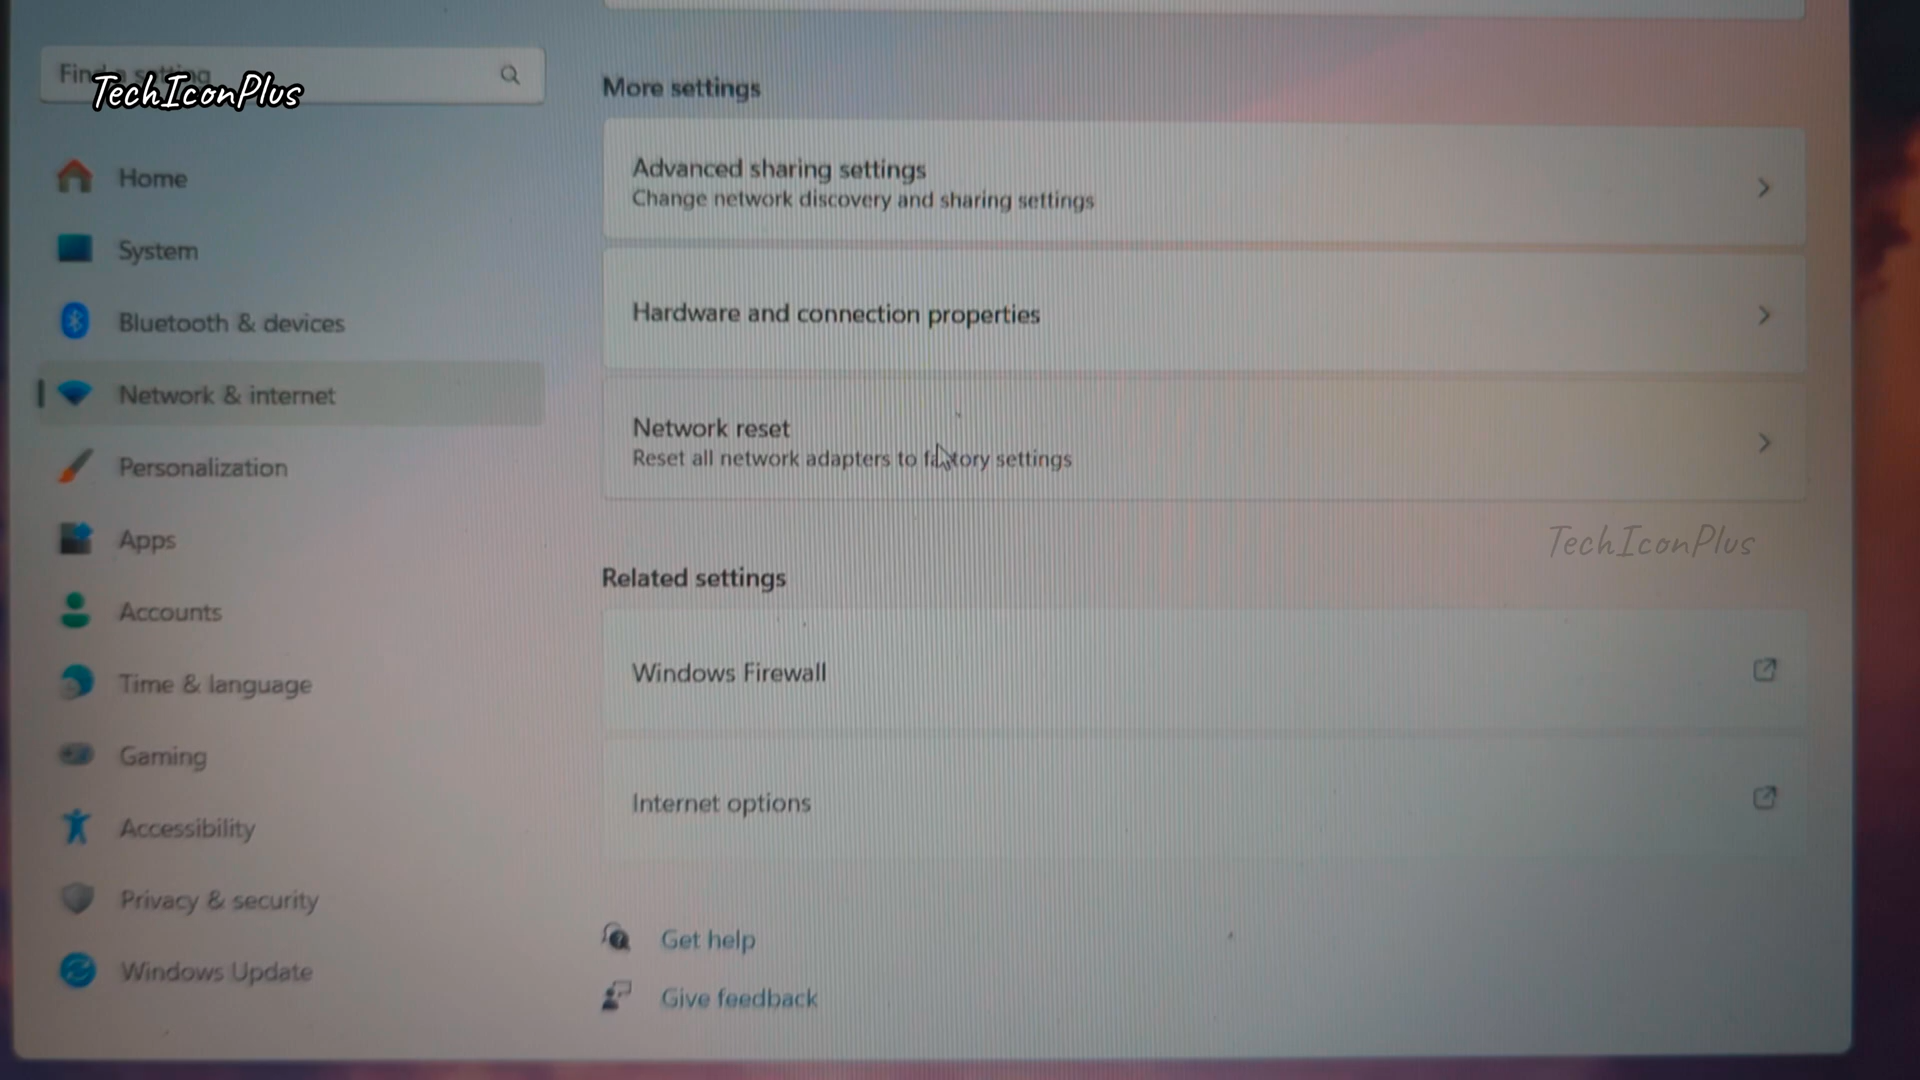 Find a setting
TechIconPlus
Home
System
Bluetooth & devices
Network & internet
Personalization
Apps
Accounts
Time & language
Gaming
Accessibility
Privacy & security
Windows Update
More settings
Advanced sharing settings
Change network discovery and sharing settings
Hardware and connection properties
Network reset
Reset all network adapters to factory settings
TechIconPlus
Related settings
Windows Firewall
Internet options
Get help
Give feedback